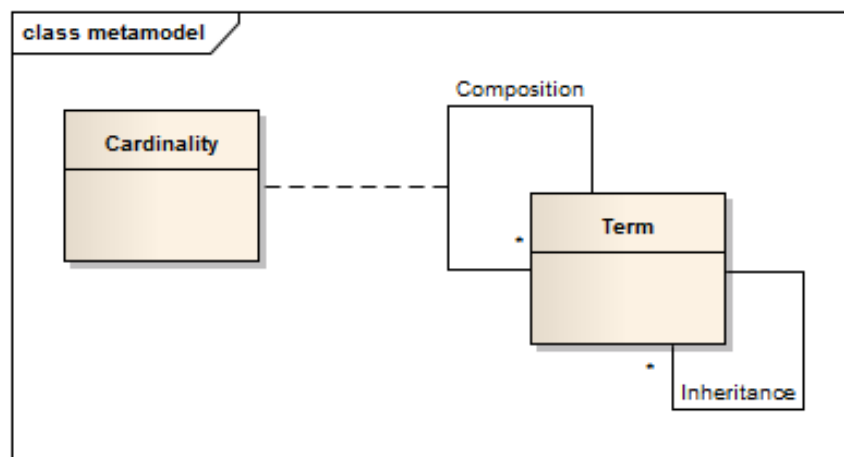 class metamodel
Composition
Cardinality
Term
*
*
Inheritance